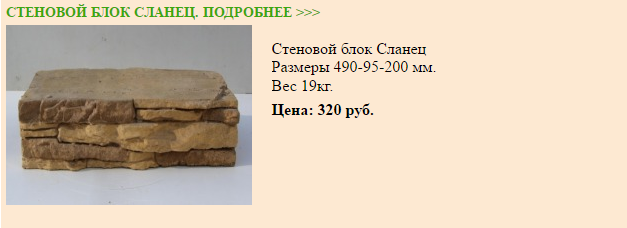 СТЕНОВОЙ БЛОК СЛАНЕЦ. ПОДРОБНЕЕ >>>
Стеновой блок Сланец
Размеры 490-95-200 мм.
Вес 19кг.
Цена: 320 руб.